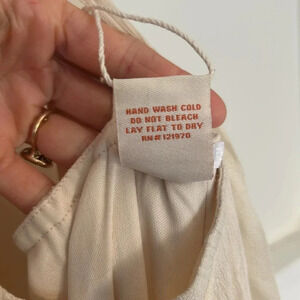 HAND WASH COLD
DO NOT BLEACH
LAY FLAT TO DRY
RN# 121970